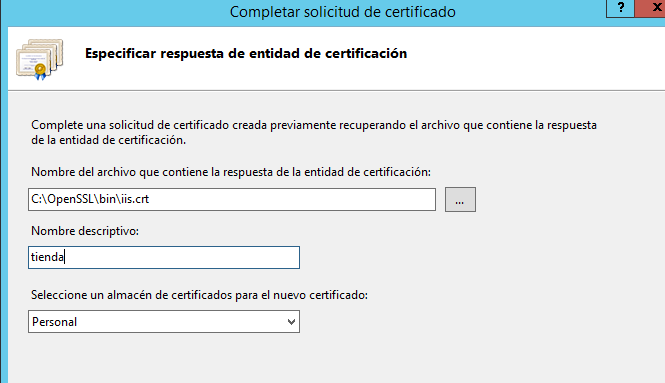 Completar solicitud de certificado
? x
Especificar respuesta de entidad de certificación
Complete una solicitud de certificado creada previamente recuperando el archivo que contiene la respuesta
de la entidad de certificación.
Nombre del archivo que contiene la respuesta de la entidad de certificación:
C:\OpenSSL\bin\iis.crt
...
Nombre descriptivo:
tienda
Seleccione un almacén de certificados para el nuevo certificado:
Personal